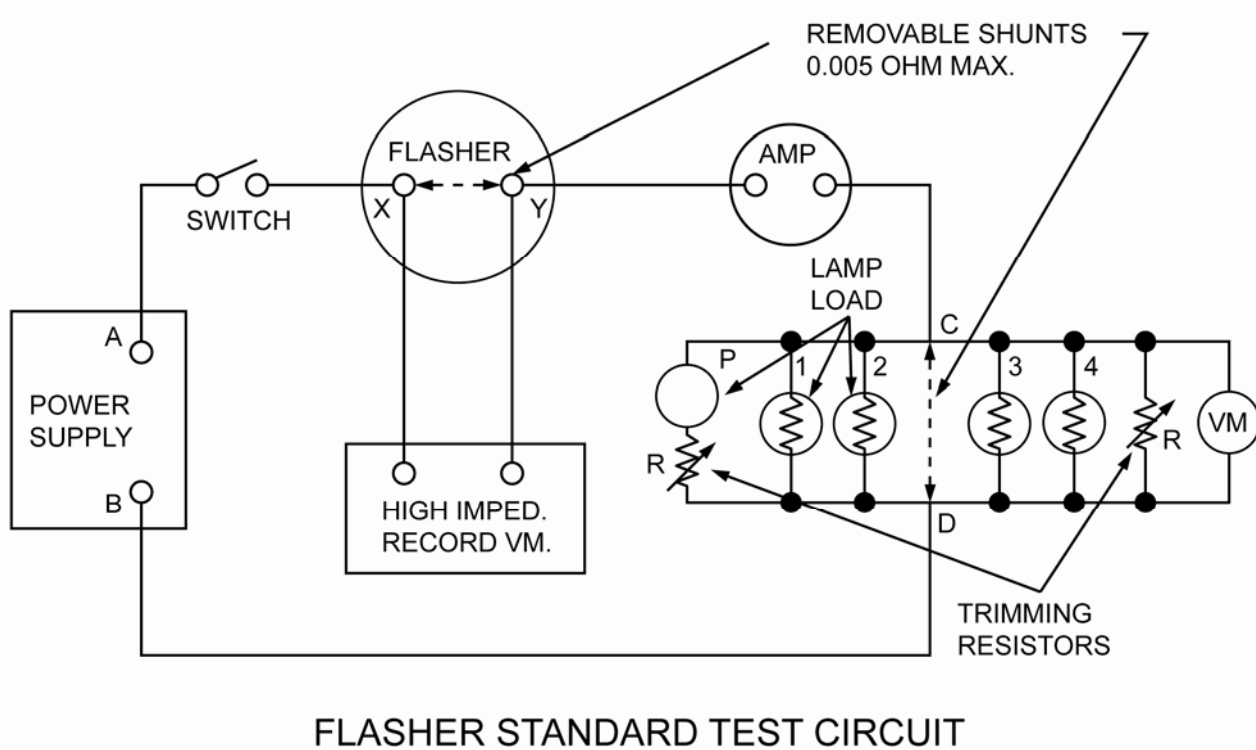 REMOVABLE SHUNTS
0.005 OHM MAX.
FLASHER
AMP
X
Y
SWITCH
LAMP
LOAD
C
A
P
1
2
3
4
POWER
SUPPLY
VM
R
R
B
HIGH IMPED.
RECORD VM.
D
TRIMMING
RESISTORS
FLASHER STANDARD TEST CIRCUIT